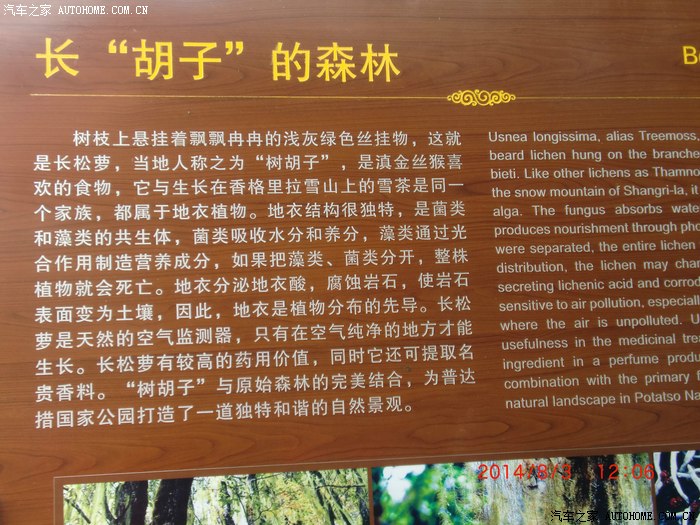 汽车之家 AUTOHOME.COM.CN
长“胡子”的森林
树枝上悬挂着飘飘冉冉的浅灰绿色丝挂物，这就
是长松萝，当地人称之为“树胡子”，是滇金丝猴喜
欢的食物，它与生长在香格里拉雪山上的雪茶是同一
个家族，都属于地衣植物。地衣结构很独特，是菌类
和藻类的共生体，菌类吸收水分和养分，藻类通过光
合作用制造营养成分，如果把藻类、菌类分开，整株
植物就会死亡。地衣分泌地衣酸，腐蚀岩石，使岩石
表面变为土壤，因此，地衣是植物分布的先导。长松
萝是天然的空气监测器，只有在空气纯净的地方才能
生长。长松萝有较高的药用价值，同时它还可提取名
贵香料。“树胡子”与原始森林的完美结合，为普达
措国家公园打造了一道独特和谐的自然景观。
Usnea longissima, alias Treemoss,
beard lichen hung on the branche
bieti. Like other lichens as Thamno
the snow mountain of Shangri-la, it
alga. The fungus absorbs wate
produces nourishment through pho
were separated, the entire lichen
distribution, the lichen may chan
secreting lichenic acid and corrod
sensitive to air pollution, especial
where the air is unpolluted. U
usefulness in the medicinal trea
ingredient in a perfume produ
combination with the primary f
natural landscape in Potatso Na
2014/8/3 12:06
汽车之家 AUTOHOME.COM.CN